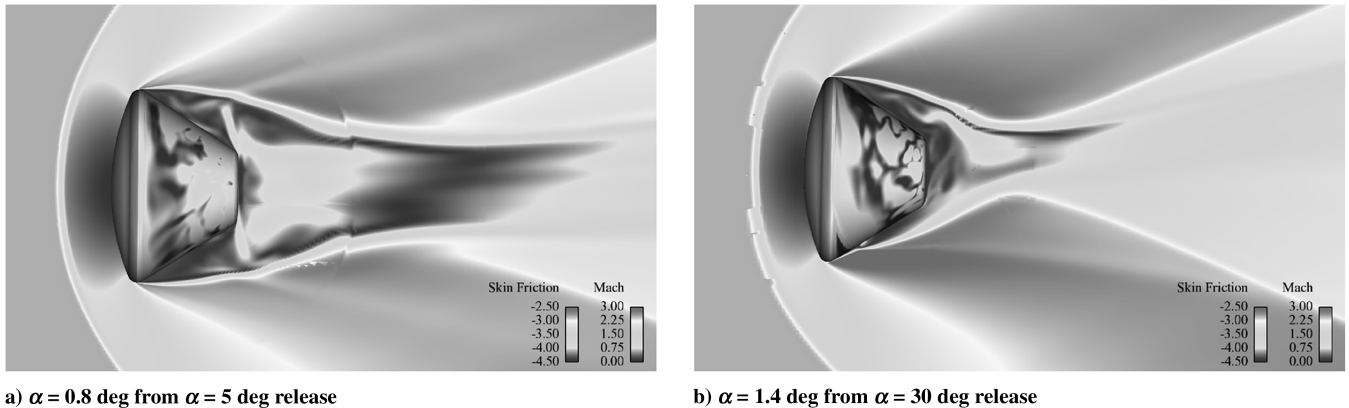 Skin Friction Mach
-2.50 3.00
-3.00 2.25
-3.50 1.50
-4.00 0.75
-4.50 0.00
a) α = 0.8 deg from α = 5 deg release
Skin Friction Mach
-2.50 3.00
-3.00 2.25
-3.50 1.50
-4.00 0.75
-4.50 0.00
b) α = 1.4 deg from α = 30 deg release